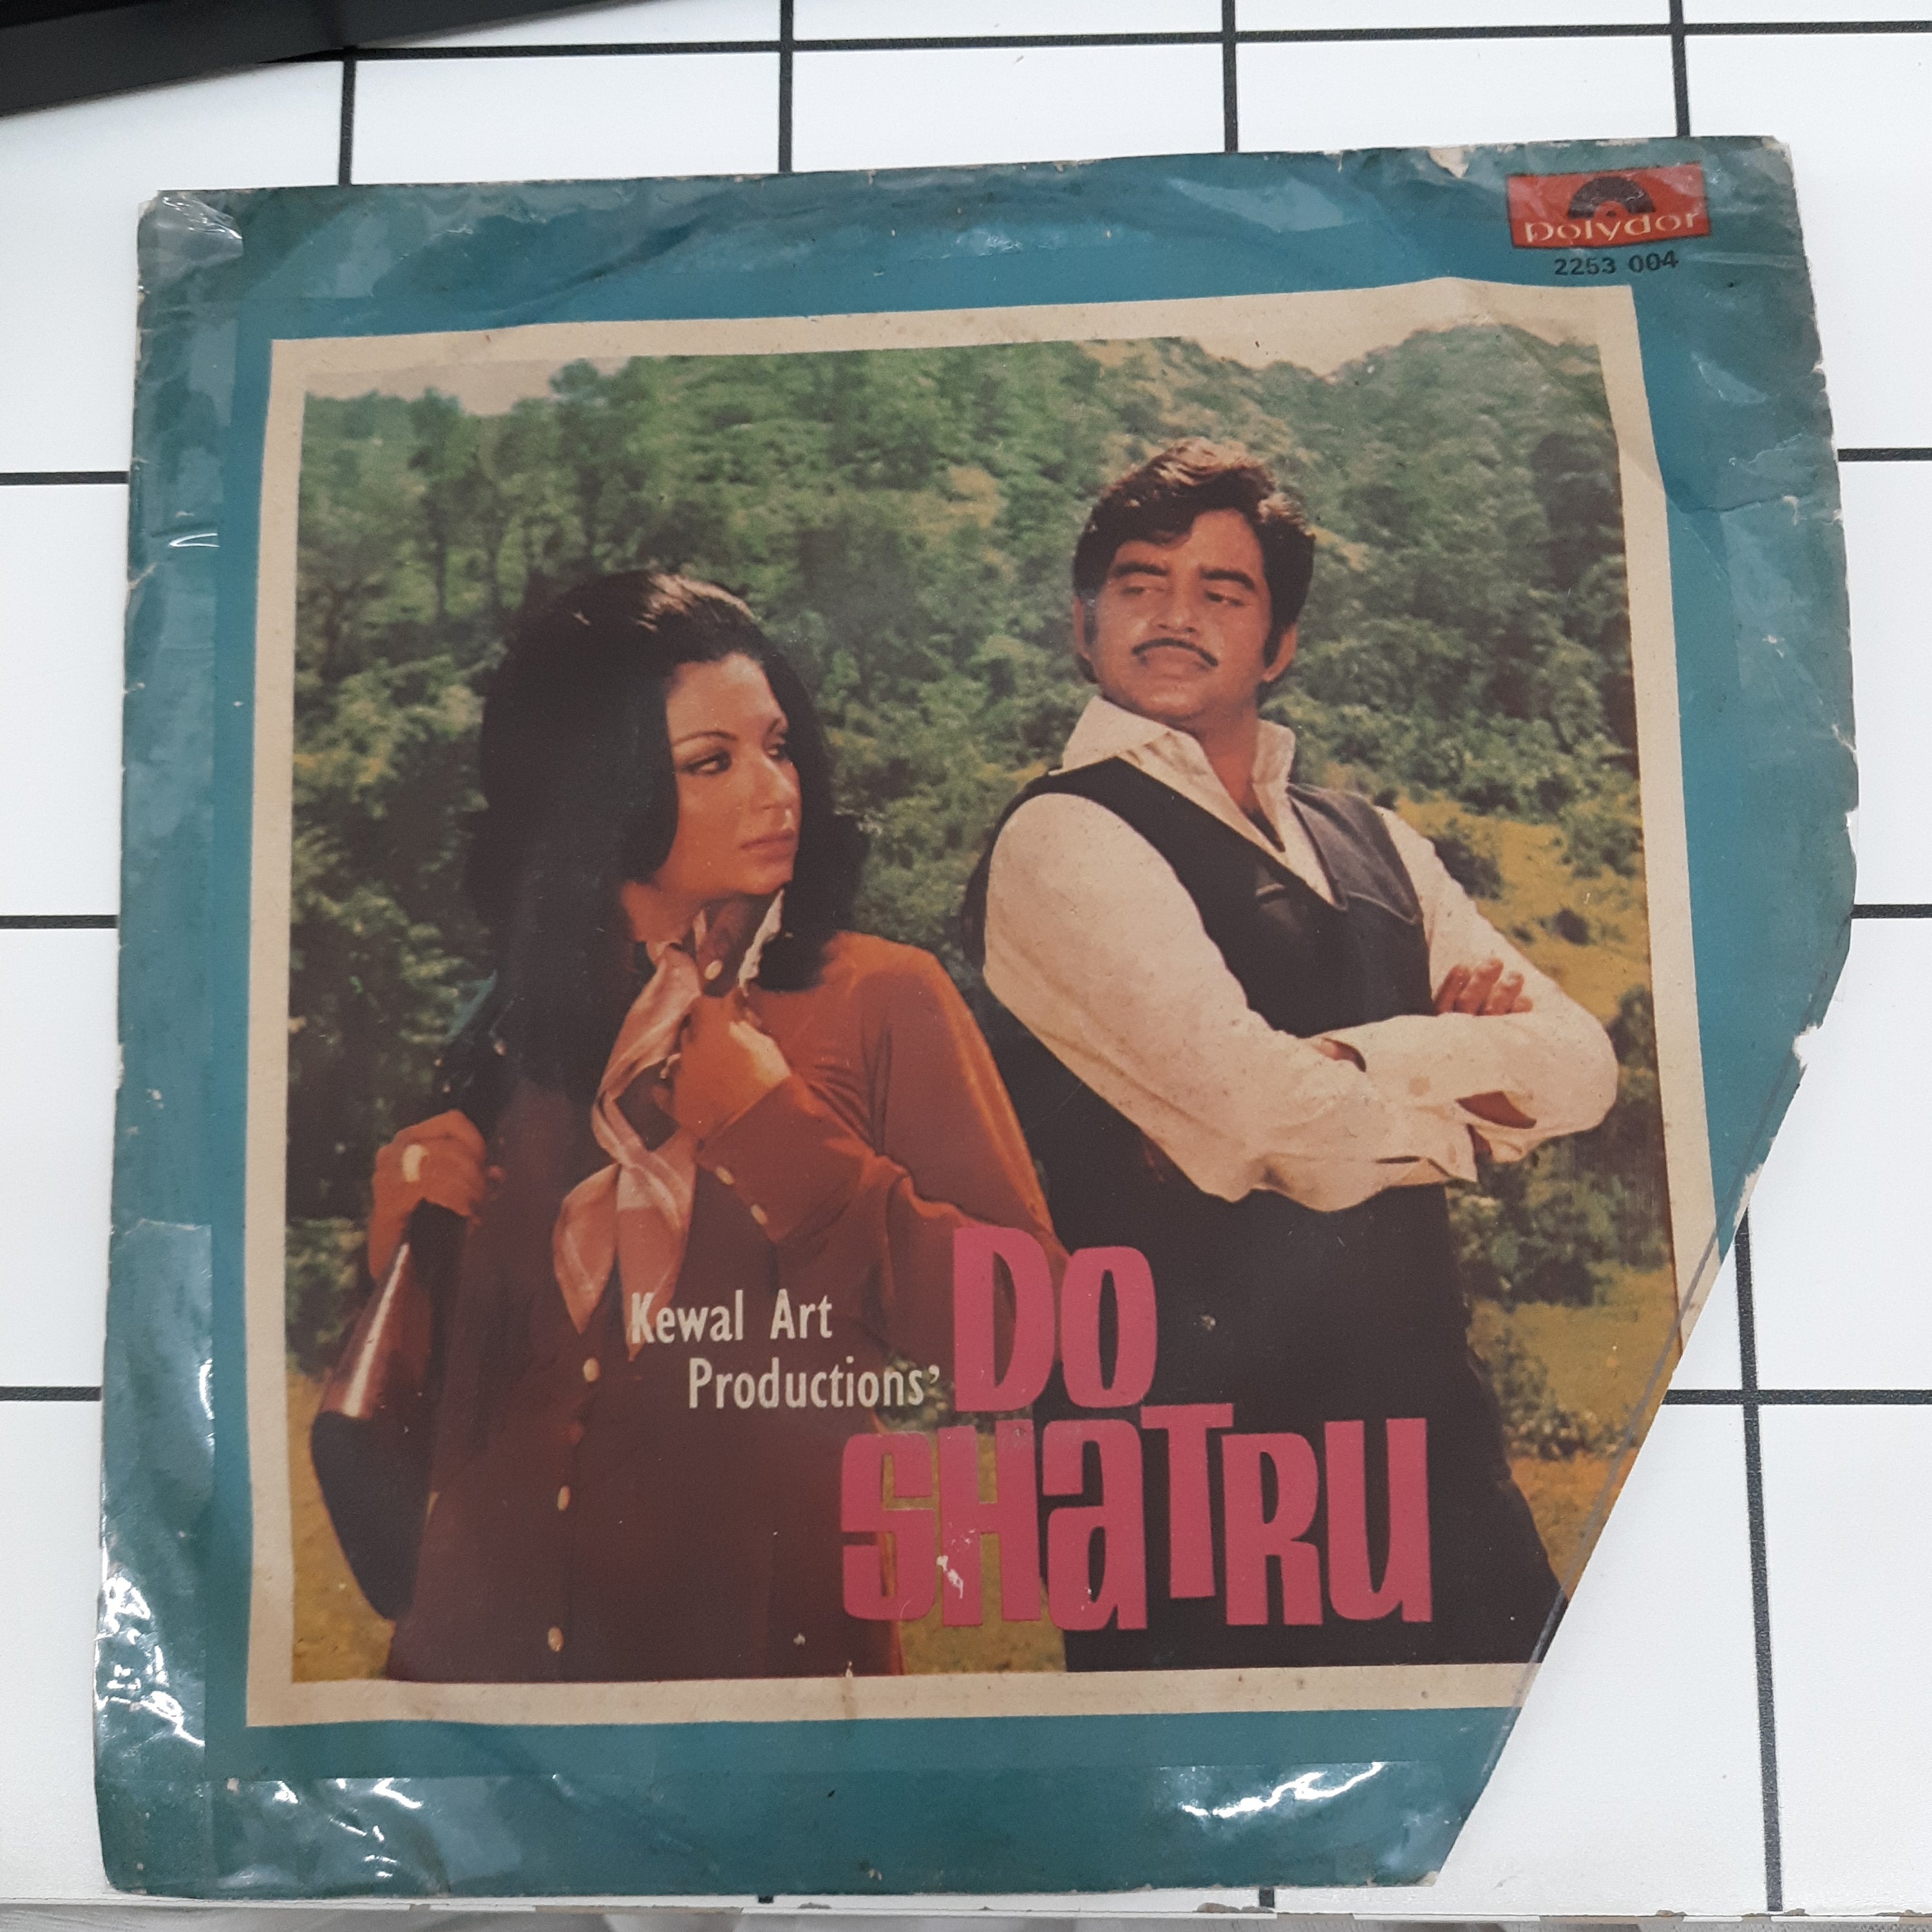 Polydor
2253 004
Kewal Art
Productions'
DO
SHaTRU